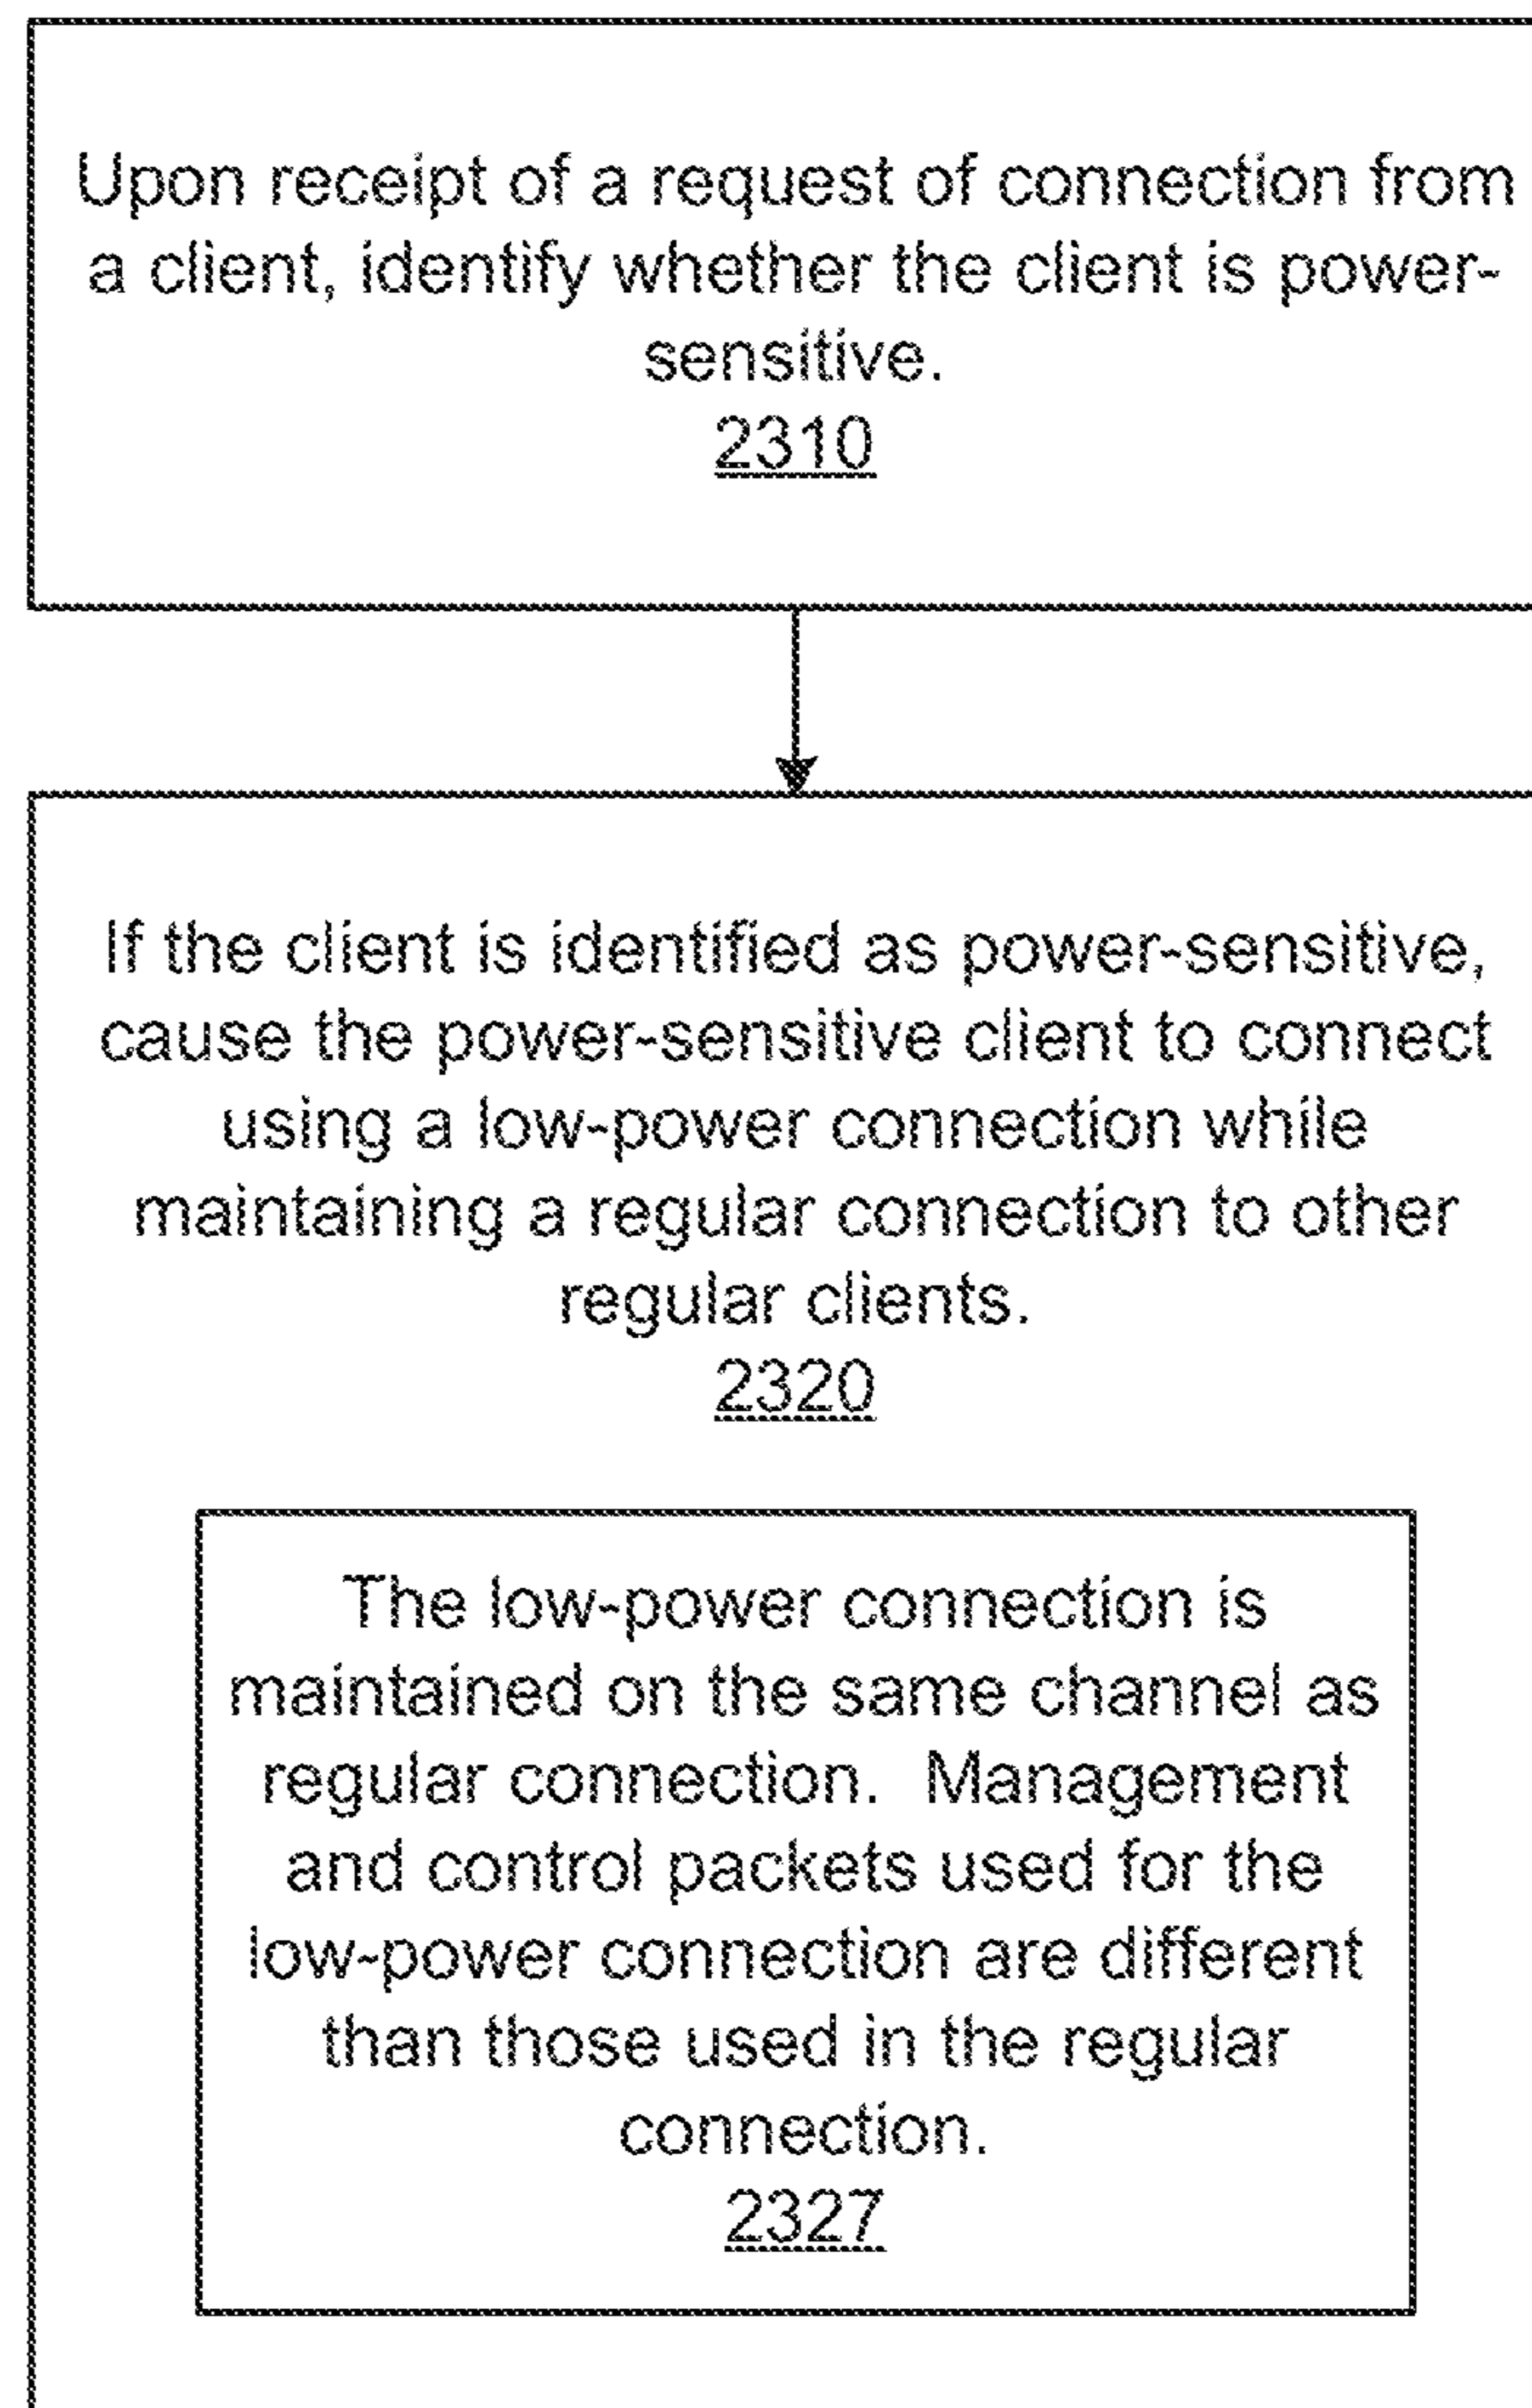 Upon receipt of a request of connection from
a client, identify whether the client is power-
sensitive.
2310
If the client is identified as power-sensitive,
cause the power-sensitive client to connect
using a low-power connection while
maintaining a regular connection to other
regular clients.
2320
The low-power connection is
maintained on the same channel as
regular connection.  Management
and control packets used for the
low-power connection are different
than those used in the regular
connection.
2327